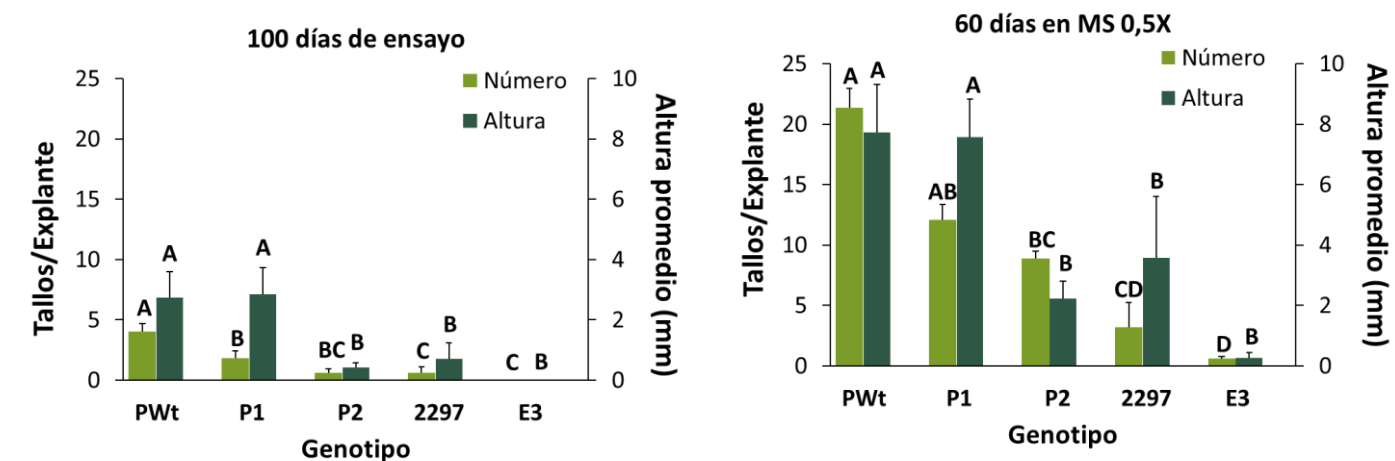 100 días de ensayo
Número
Altura
Tallos/Explante
25
20
15
10
5
0
10
8
6
4
2
0
Altura promedio (mm)
A A
B A
BC B
C B
C B
PWt P1 P2 2297 E3
Genotipo
60 días en MS 0,5X
Número
Altura
Tallos/Explante
25
20
15
10
5
0
10
8
6
4
2
0
Altura promedio (mm)
A A
AB A
BC B
CD B
D B
PWt P1 P2 2297 E3
Genotipo